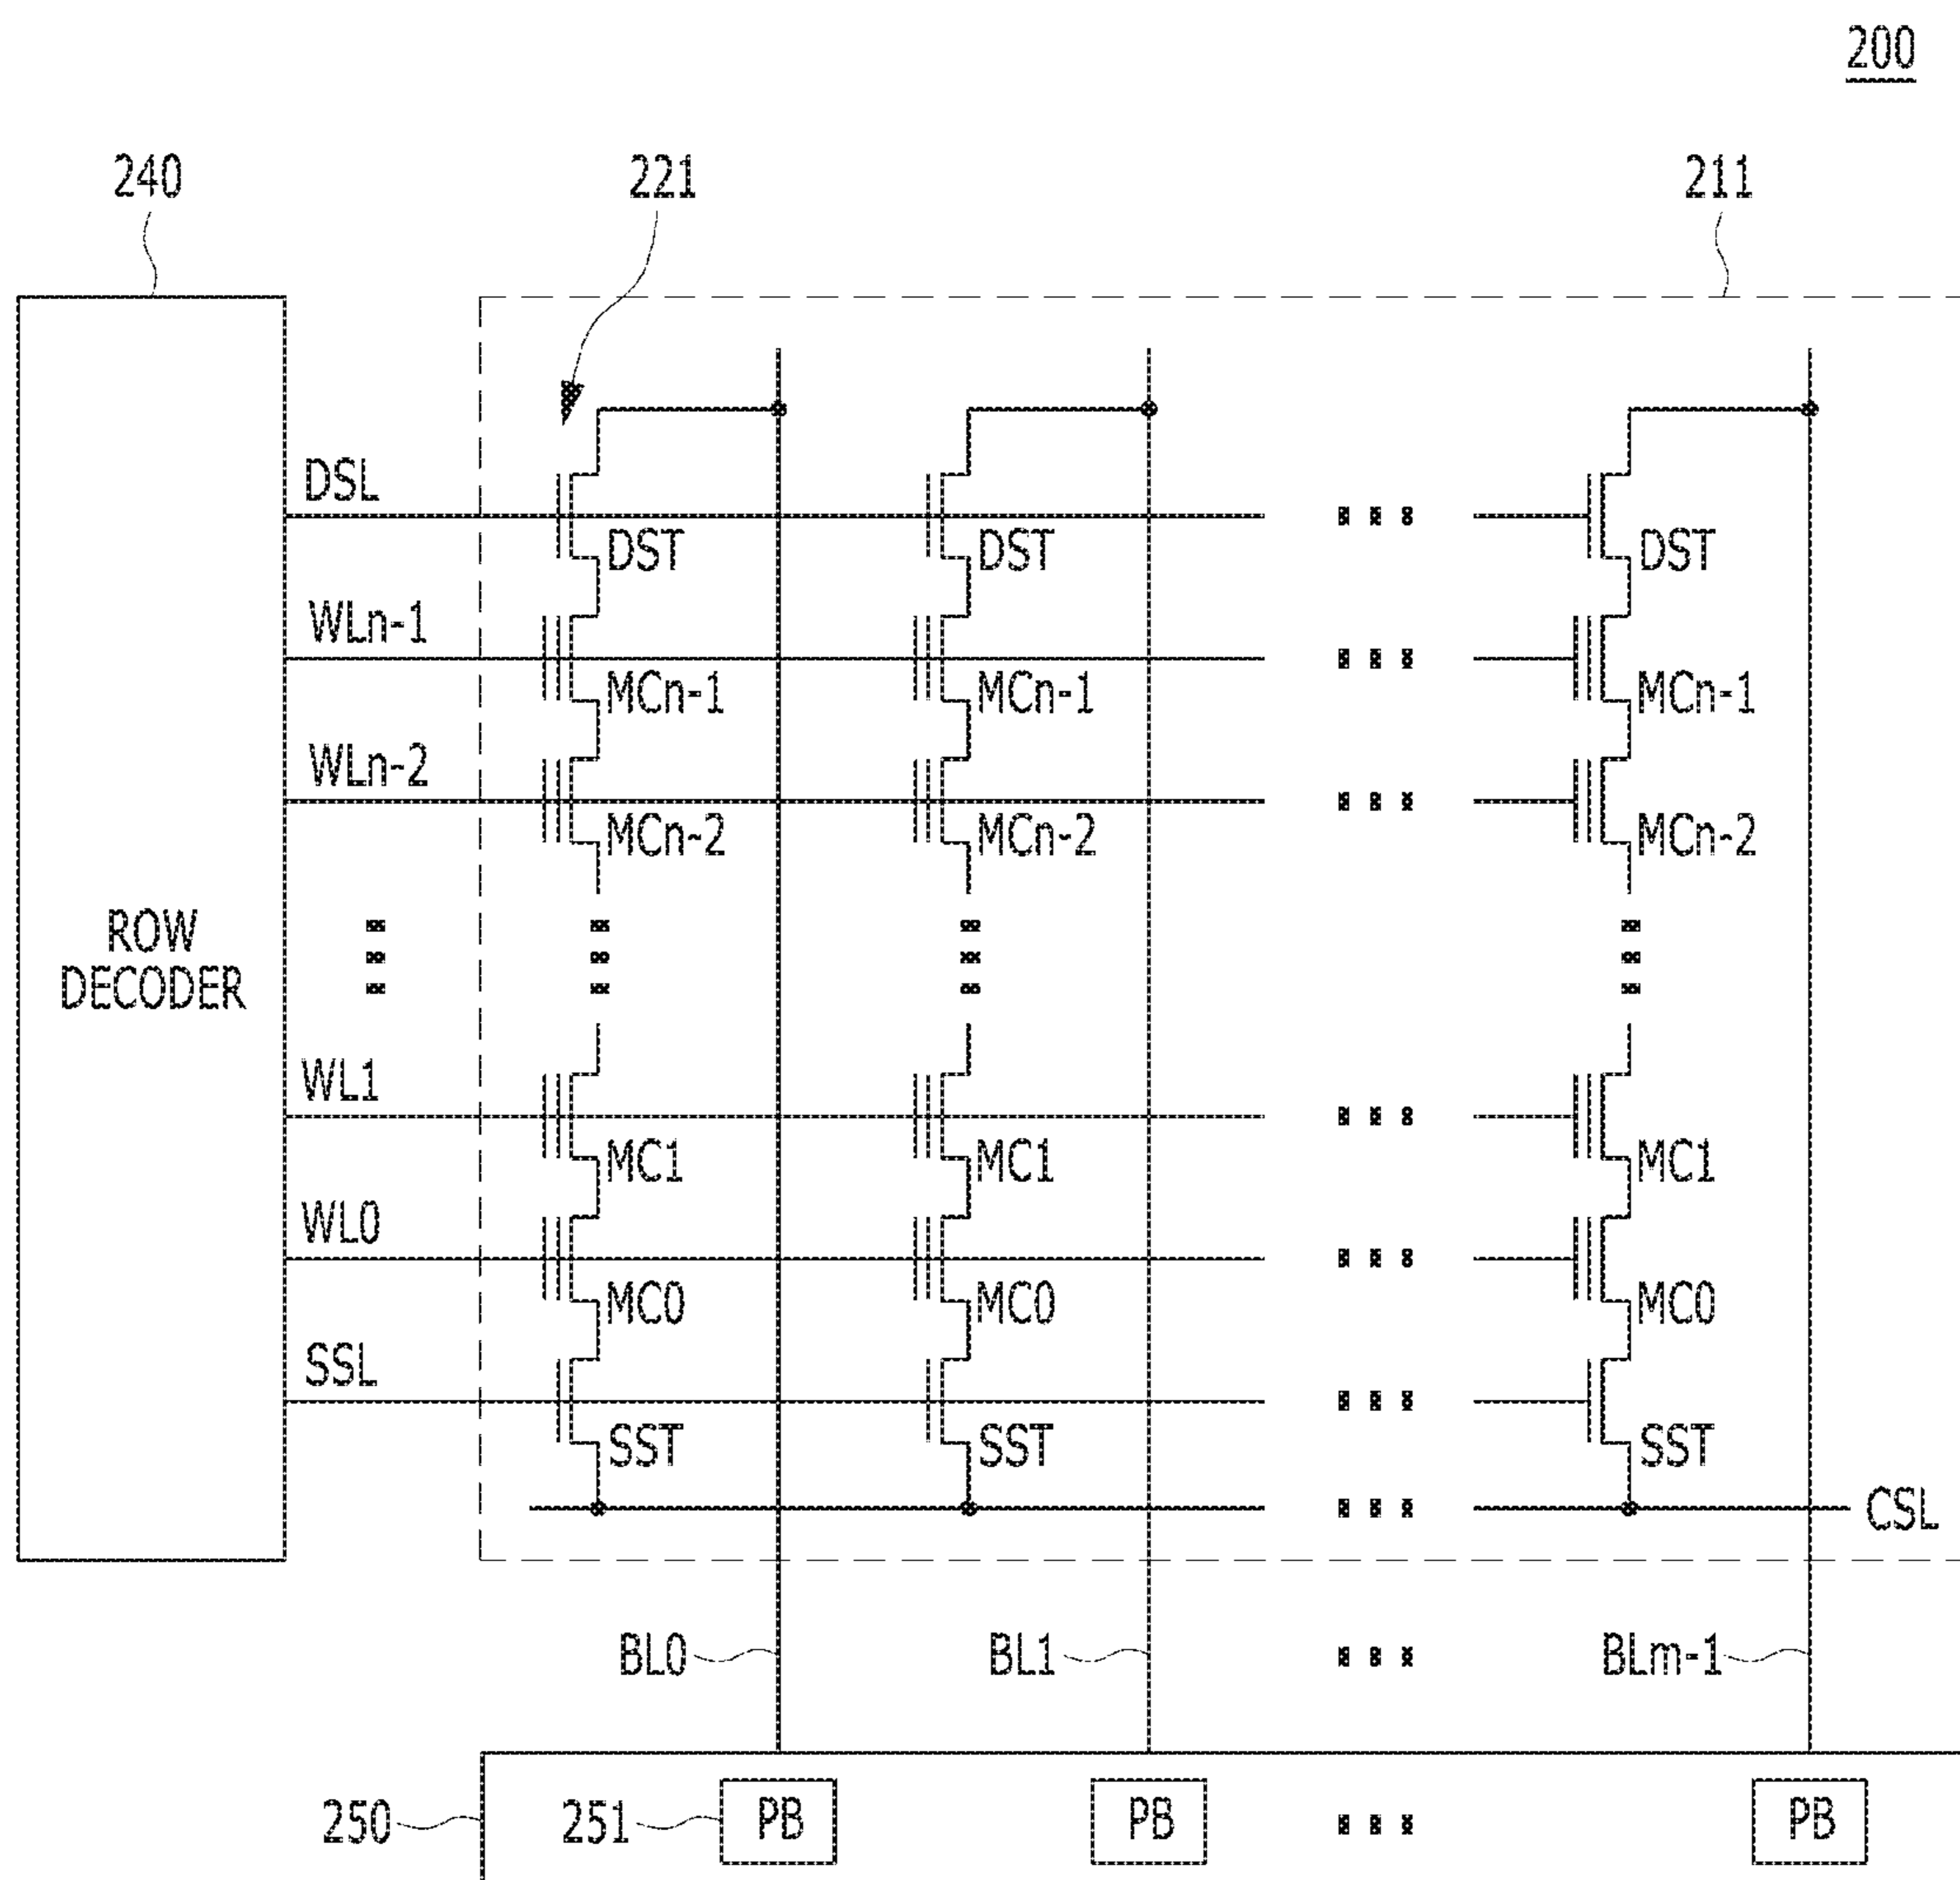 200
240
221
211
DSL
DST DST DST
WLn-1
MCn-1 MCn-1 MCn-1
WLn-2
MCn-2 MCn-2 MCn-2
ROW
DECODER
WL1
MC1 MC1 MC1
WL0
MC0 MC0 MC0
SSL
SST SST SST
CSL
BL0 BL1 BLm-1
250 251 PB PB PB